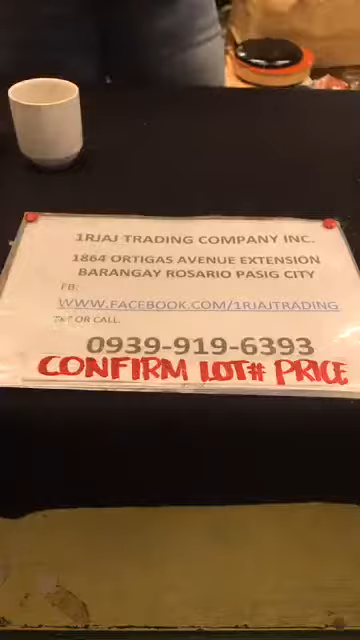 1RJAJ TRADING COMPANY INC.
1864 ORTIGAS AVENUE EXTENSION
BARANGAY ROSARIO PASIG CITY
FB:
WWW.FACEBOOK.COM/1RJAJTRADING
TXT OR CALL:
0939-919-6393
CONFIRM LOT# PRICE